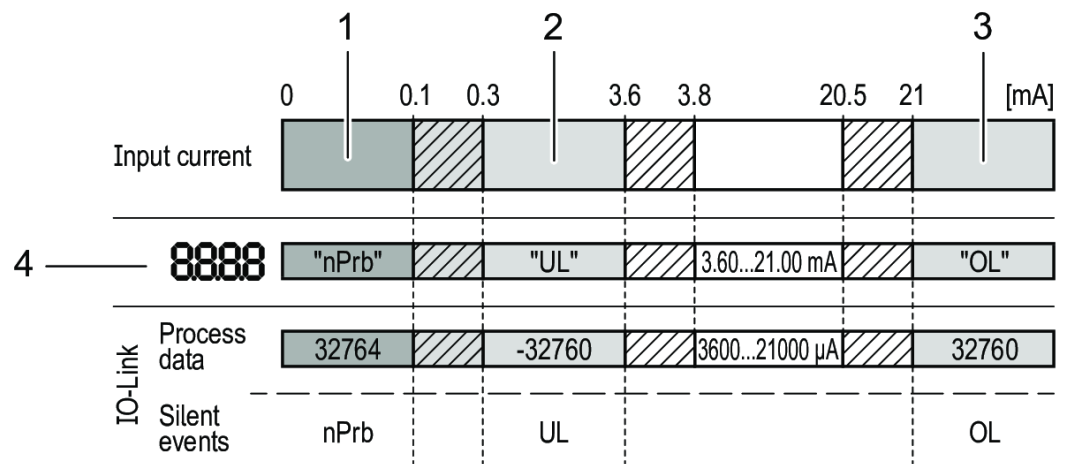 1 2 3
0 0.1 0.3 3.6 3.8 20.5 21 [mA]
Input current
4 8.8.8.8 "nPrb" "UL" 3.60...21.00 mA "OL"
IO-Link
Process
data
32764 -32760 3600...21000 µA 32760
Silent
events
nPrb UL OL